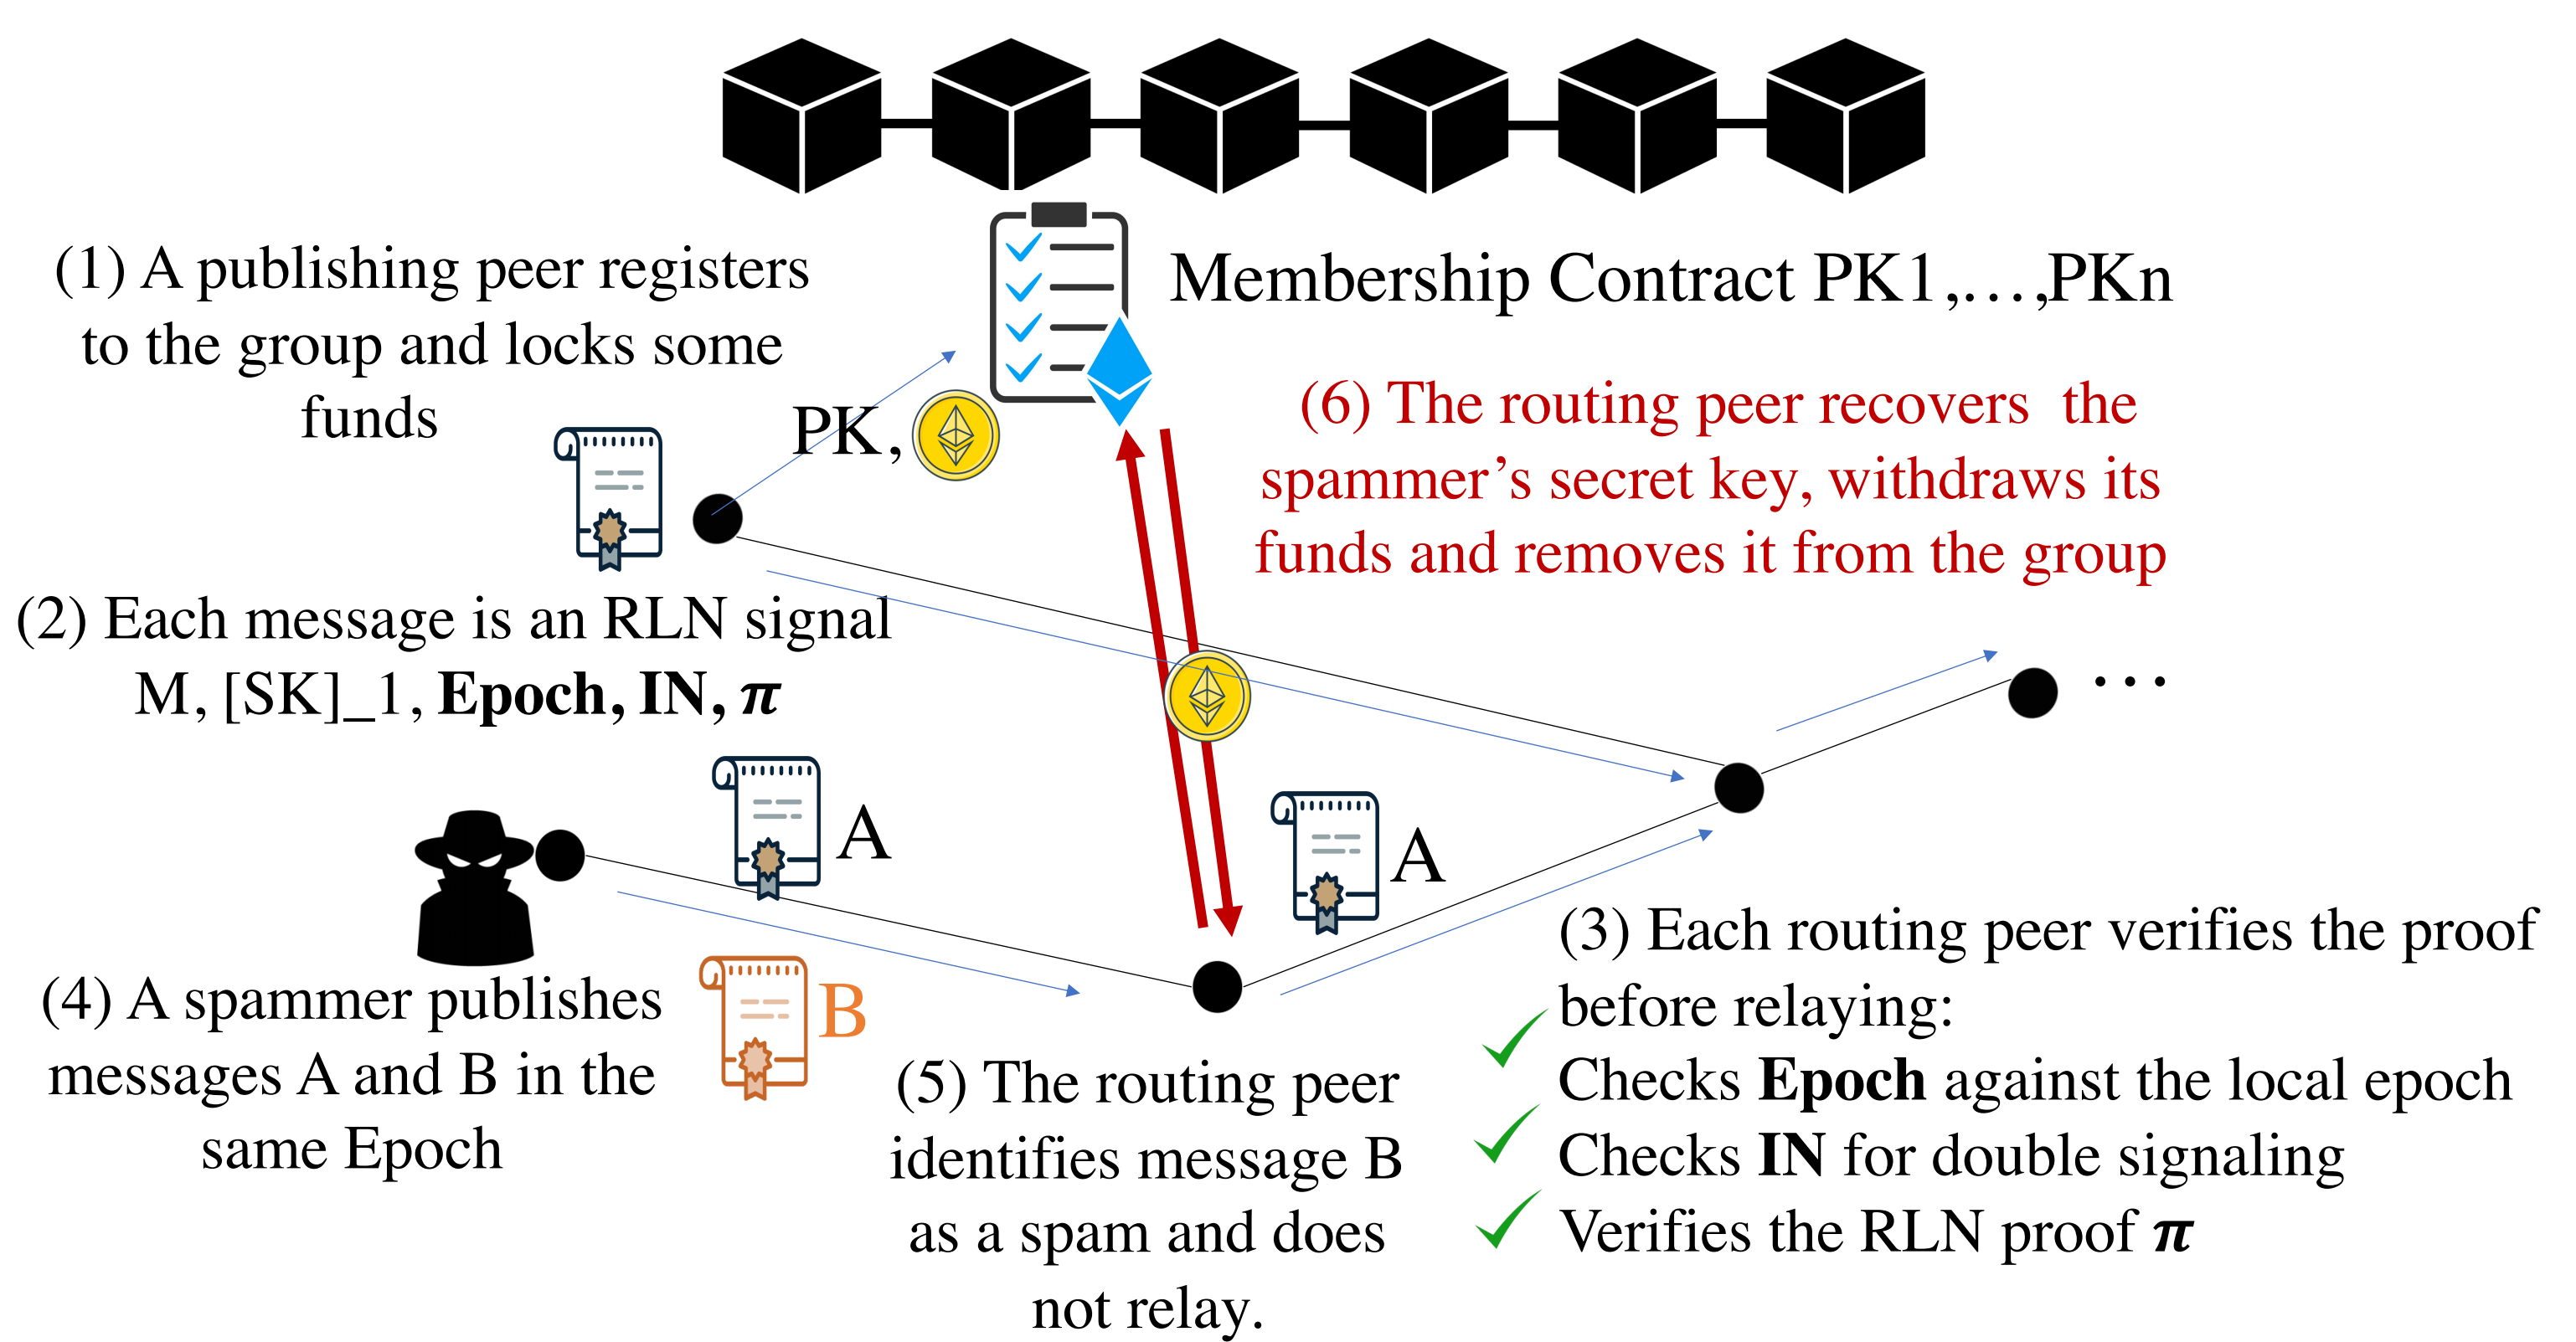 (1) A publishing peer registers
to the group and locks some
funds
Membership Contract PK1,...,PKn
PK,
(6) The routing peer recovers the
spammer’s secret key, withdraws its
funds and removes it from the group
(2) Each message is an RLN signal
M, [SK]_1, Epoch, IN, π
...
A
A
(4) A spammer publishes
messages A and B in the
same Epoch
B
(5) The routing peer
identifies message B
as a spam and does
not relay.
(3) Each routing peer verifies the proof
before relaying:
Checks Epoch against the local epoch
Checks IN for double signaling
Verifies the RLN proof π